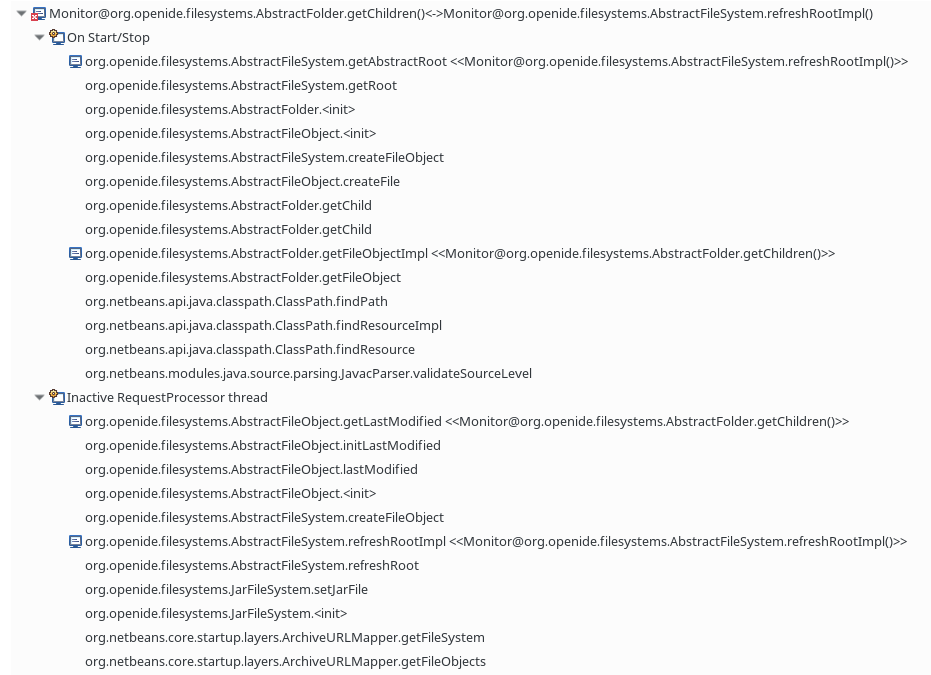 Monitor@org.openide.filesystems.AbstractFolder.getChildren()<->Monitor@org.openide.filesystems.AbstractFileSystem.refreshRootImpl()
On Start/Stop
org.openide.filesystems.AbstractFileSystem.getAbstractRoot <<Monitor@org.openide.filesystems.AbstractFileSystem.refreshRootImpl()>>
org.openide.filesystems.AbstractFileSystem.getRoot
org.openide.filesystems.AbstractFolder.<init>
org.openide.filesystems.AbstractFileObject.<init>
org.openide.filesystems.AbstractFileSystem.createFileObject
org.openide.filesystems.AbstractFileObject.createFile
org.openide.filesystems.AbstractFolder.getChild
org.openide.filesystems.AbstractFolder.getChild
org.openide.filesystems.AbstractFolder.getFileObjectImpl <<Monitor@org.openide.filesystems.AbstractFolder.getChildren()>>
org.openide.filesystems.AbstractFolder.getFileObject
org.netbeans.api.java.classpath.ClassPath.findPath
org.netbeans.api.java.classpath.ClassPath.findResourceImpl
org.netbeans.api.java.classpath.ClassPath.findResource
org.netbeans.modules.java.source.parsing.JavacParser.validateSourceLevel
Inactive RequestProcessor thread
org.openide.filesystems.AbstractFileObject.getLastModified <<Monitor@org.openide.filesystems.AbstractFolder.getChildren()>>
org.openide.filesystems.AbstractFileObject.initLastModified
org.openide.filesystems.AbstractFileObject.lastModified
org.openide.filesystems.AbstractFileObject.<init>
org.openide.filesystems.AbstractFileSystem.createFileObject
org.openide.filesystems.AbstractFileSystem.refreshRootImpl <<Monitor@org.openide.filesystems.AbstractFileSystem.refreshRootImpl()>>
org.openide.filesystems.AbstractFileSystem.refreshRoot
org.openide.filesystems.JarFileSystem.setJarFile
org.openide.filesystems.JarFileSystem.<init>
org.netbeans.core.startup.layers.ArchiveURLMapper.getFileSystem
org.netbeans.core.startup.layers.ArchiveURLMapper.getFileObjects